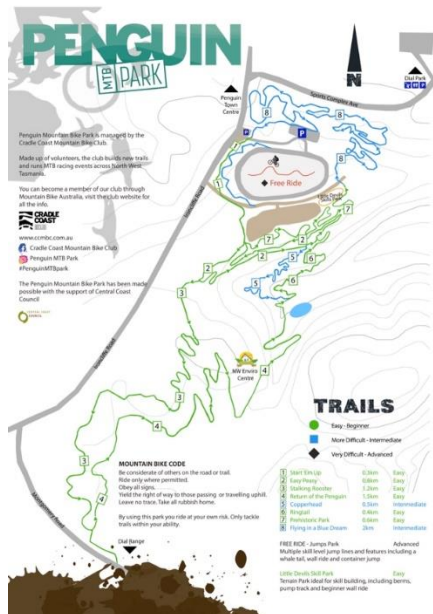 PENGUIN
MTB PARK
N
Penguin Town Centre
Sports Complex Ave
Dial Park
Free Ride
Penguin Mountain Bike Park is managed by the
Cradle Coast Mountain Bike Club.
Made up of volunteers, the club builds new trails
and runs MTB racing events across North West
Tasmania.
You can become a member of our club through
Mountain Bike Australia, visit the club website for
all the info.
CRADLE
COAST
www.ccmbc.com.au
Cradle Coast Mountain Bike Club
Penguin MTB Park
#PenguinMTBpark
The Penguin Mountain Bike Park has been made
possible with the support of Central Coast
Council
Ironcliffe Road
Ironcliffe Road
NW Enviro
Centre
TRAILS
Easy - Beginner
More Difficult - Intermediate
Very Difficult - Advanced
MOUNTAIN BIKE CODE
Be considerate of others on the road or trail.
Ride only where permitted.
Obey all signs.
Yield the right of way to those passing or travelling uphill.
Leave no trace. Take all rubbish home.
By using this park you ride at your own risk. Only tackle
trails within your ability.
1 Start Em Up 0.3km Easy
2 Easy Peasy 0.8km Easy
3 Stalking Rooster Easy
4 Return of the Penguin 1.5km Easy
5 Copperhead 0.5km Intermediate
6 Ringtail 0.4km Easy
7 Prehistoric Park 0.6km Easy
8 Flying in a Blue Dream 2km Intermediate
FREE RIDE - Jumps Park Advanced
Multiple skill level jump lines and features including a
whale tail, wall ride and container jump
Little Devils Skill Park Easy
Terrain Park ideal for skill building, including berms,
pump track and beginner wall ride
Dial Range